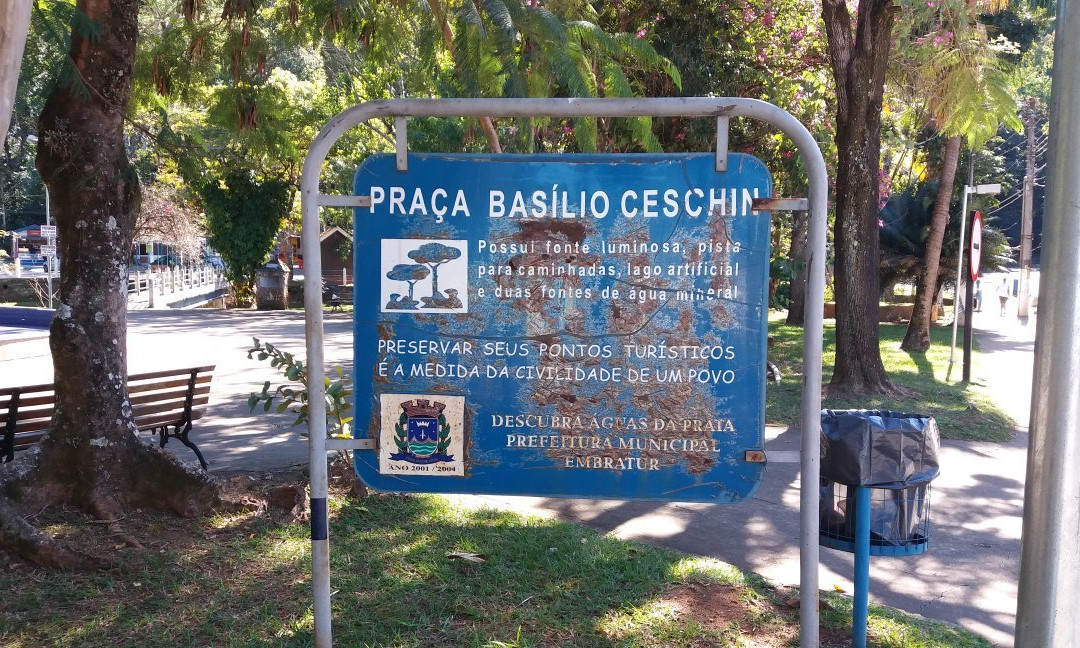 PRAÇA BASÍLIO CESCHIN
Possui fonte luminosa, pista
para caminhadas, lago artificial
e duas fontes de água mineral
PRESERVAR SEUS PONTOS TURÍSTICOS
É A MEDIDA DA CIVILIDADE DE UM POVO
DESCUBRA ÁGUAS DA PRATA
PREFEITURA MUNICIPAL
EMBRATUR
ANO 2001 / 2004